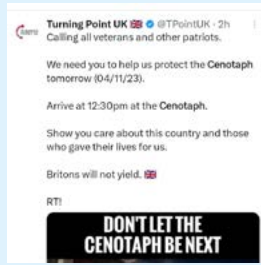 Turning Point UK 🇬🇧 @TPointUK · 2h
Calling all veterans and other patriots.
We need you to help us protect the Cenotaph
tomorrow (04/11/23).
Arrive at 12:30pm at the Cenotaph.
Show you care about this country and those
who gave their lives for us.
Britons will not yield. 🇬🇧
RT!
DON'T LET THE
CENOTAPH BE NEXT